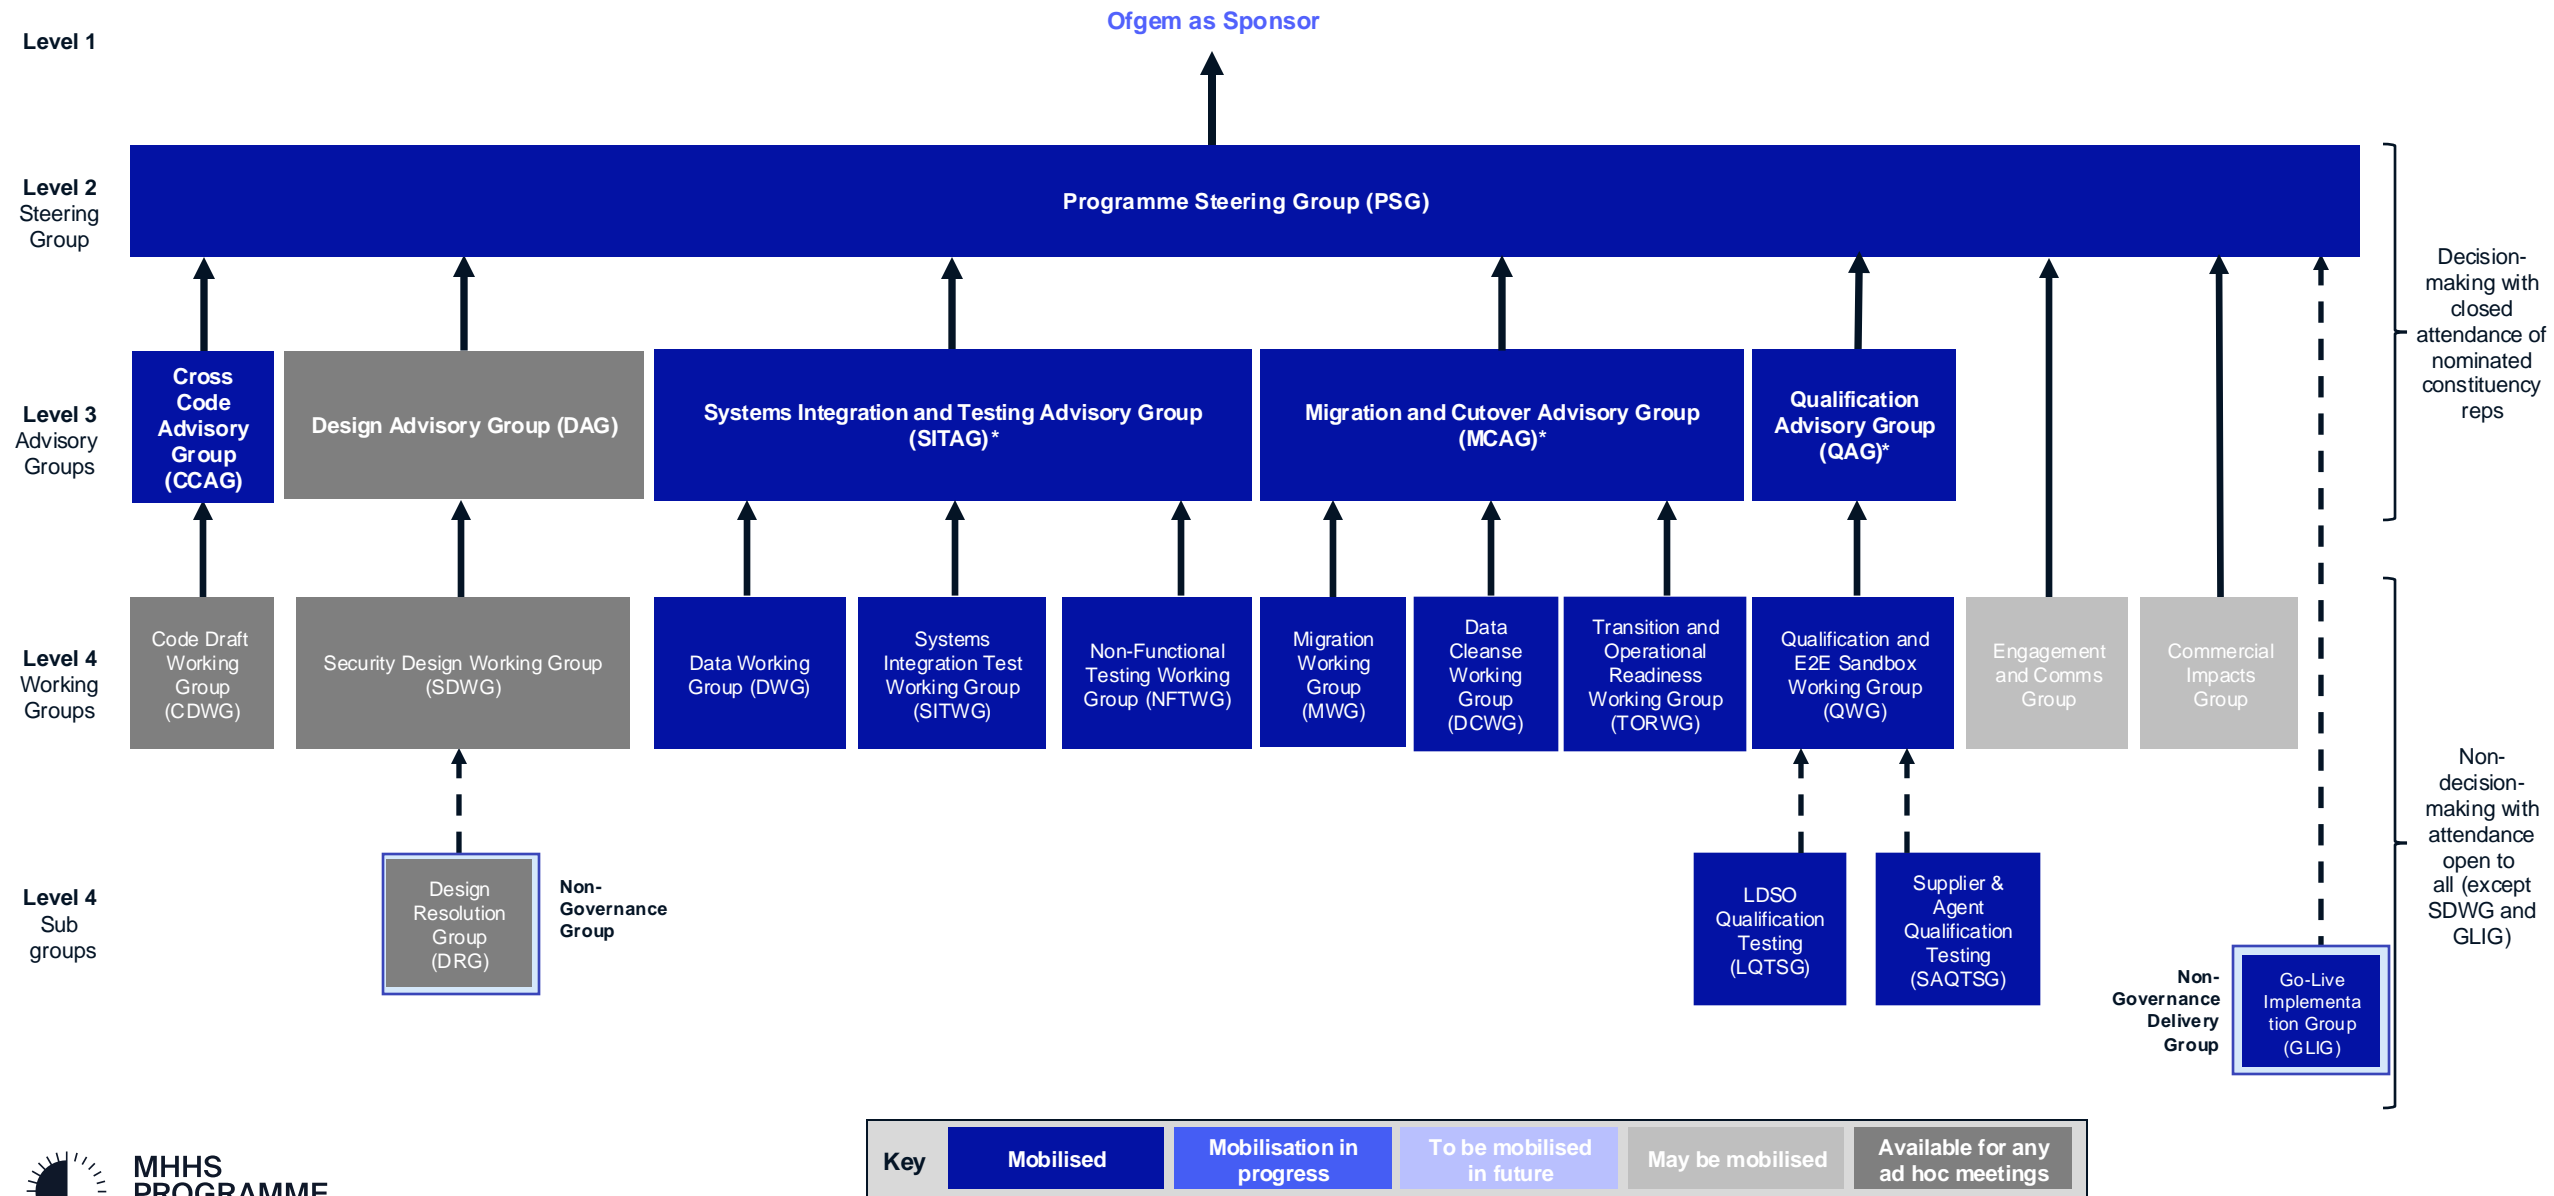 Ofgem as Sponsor
Level 1
Level 2
Steering
Group
Programme Steering Group (PSG)
Decision-
making with
closed
attendance of
nominated
constituency
reps
Level 3
Advisory
Groups
Cross
Code
Advisory
Group
(CCAG)
Design Advisory Group (DAG)
Systems Integration and Testing Advisory Group
(SITAG)*
Migration and Cutover Advisory Group
(MCAG)*
Qualification
Advisory Group
(QAG)*
Level 4
Working
Groups
Code Draft
Working
Group
(CDWG)
Security Design Working Group
(SDWG)
Data Working
Group (DWG)
Systems
Integration Test
Working Group
(SITWG)
Non-Functional
Testing Working
Group (NFTWG)
Migration
Working
Group
(MWG)
Data
Cleanse
Working
Group
(DCWG)
Transition and
Operational
Readiness
Working Group
(TORWG)
Qualification and
E2E Sandbox
Working Group
(QWG)
Engagement
and Comms
Group
Commercial
Impacts
Group
Non-
decision-
making with
attendance
open to
all (except
SDWG and
GLIG)
Level 4
Sub
groups
Design
Resolution
Group
(DRG)
Non-
Governance
Group
LDSO
Qualification
Testing
(LQTSG)
Supplier &
Agent
Qualification
Testing
(SAQTSG)
Non-
Governance
Delivery
Group
Go-Live
Implementa
tion Group
(GLIG)
Key
Mobilised
Mobilisation in
progress
To be mobilised
in future
May be mobilised
Available for any
ad hoc meetings
MHHS
PROGRAMME